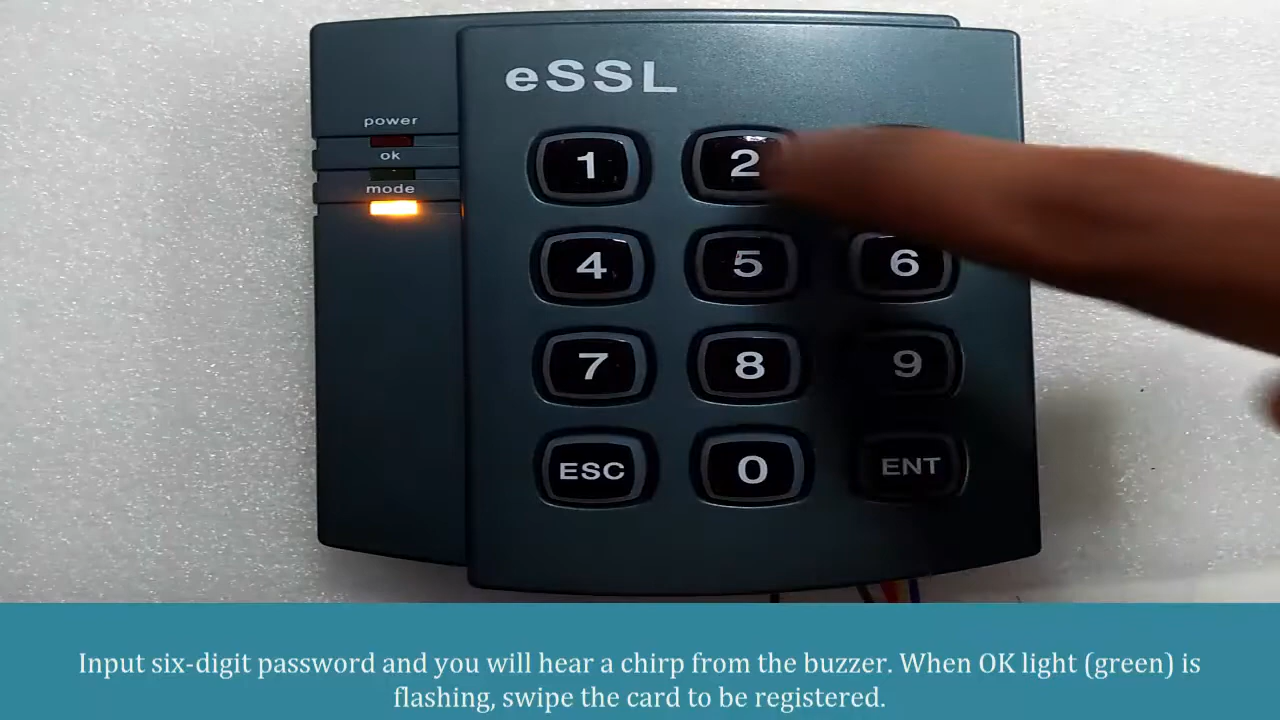 eSSL
power
ok
mode
1 2
4 5 6
7 8 9
ESC 0 ENT
Input six-digit password and you will hear a chirp from the buzzer. When OK light (green) is
flashing, swipe the card to be registered.